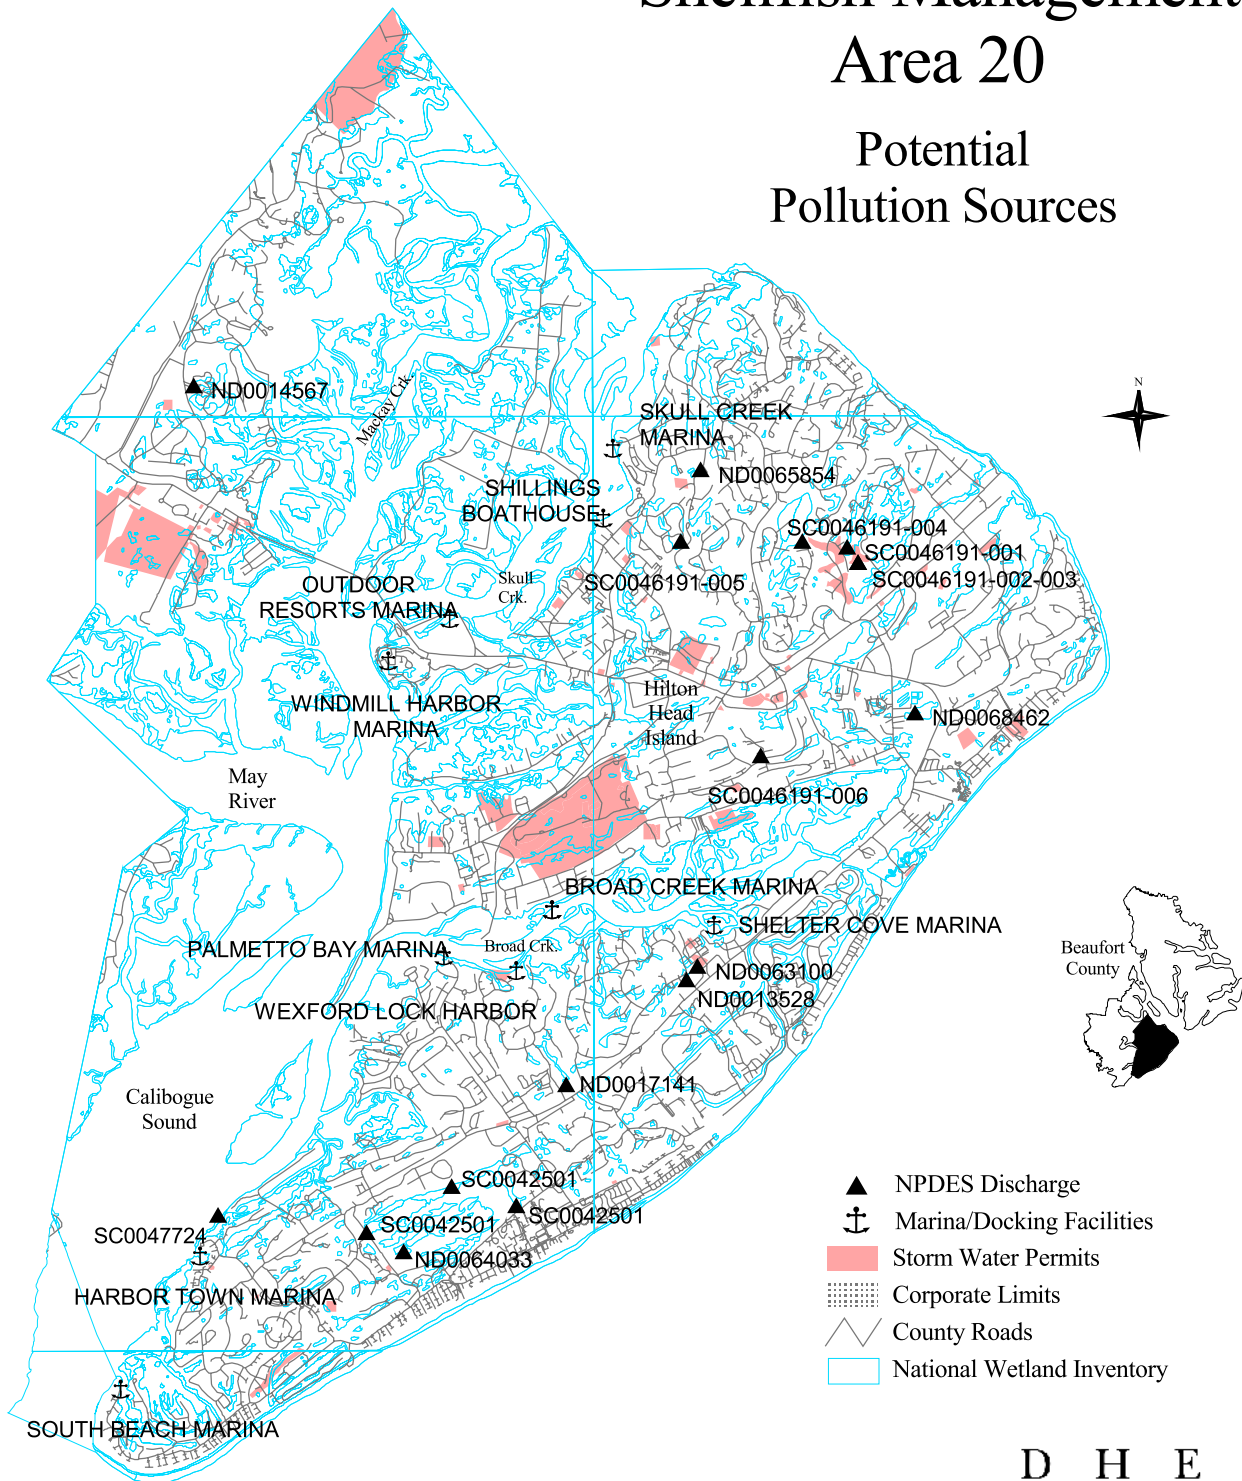 Shellfish Management
Area 20
Potential
Pollution Sources
ND0014567
Mackay Crk.
N
SKULL CREEK
MARINA
ND0065854
SHILLINGS
BOATHOUSE
SC0046191-004
SC0046191-001
SC0046191-002-003
SC0046191-005
Skull
Crk.
OUTDOOR
RESORTS MARINA
WINDMILL HARBOR
MARINA
Hilton
Head
Island
ND0068462
May
River
SC0046191-006
BROAD CREEK MARINA
SHELTER COVE MARINA
PALMETTO BAY MARINA
Broad Crk.
Beaufort
County
ND0063100
ND0013528
WEXFORD LOCK HARBOR
ND0017141
Calibogue
Sound
SC0042501
SC0042501
SC0042501
SC0047724
ND0064033
HARBOR TOWN MARINA
SOUTH BEACH MARINA
NPDES Discharge
Marina/Docking Facilities
Storm Water Permits
Corporate Limits
County Roads
National Wetland Inventory
D H E